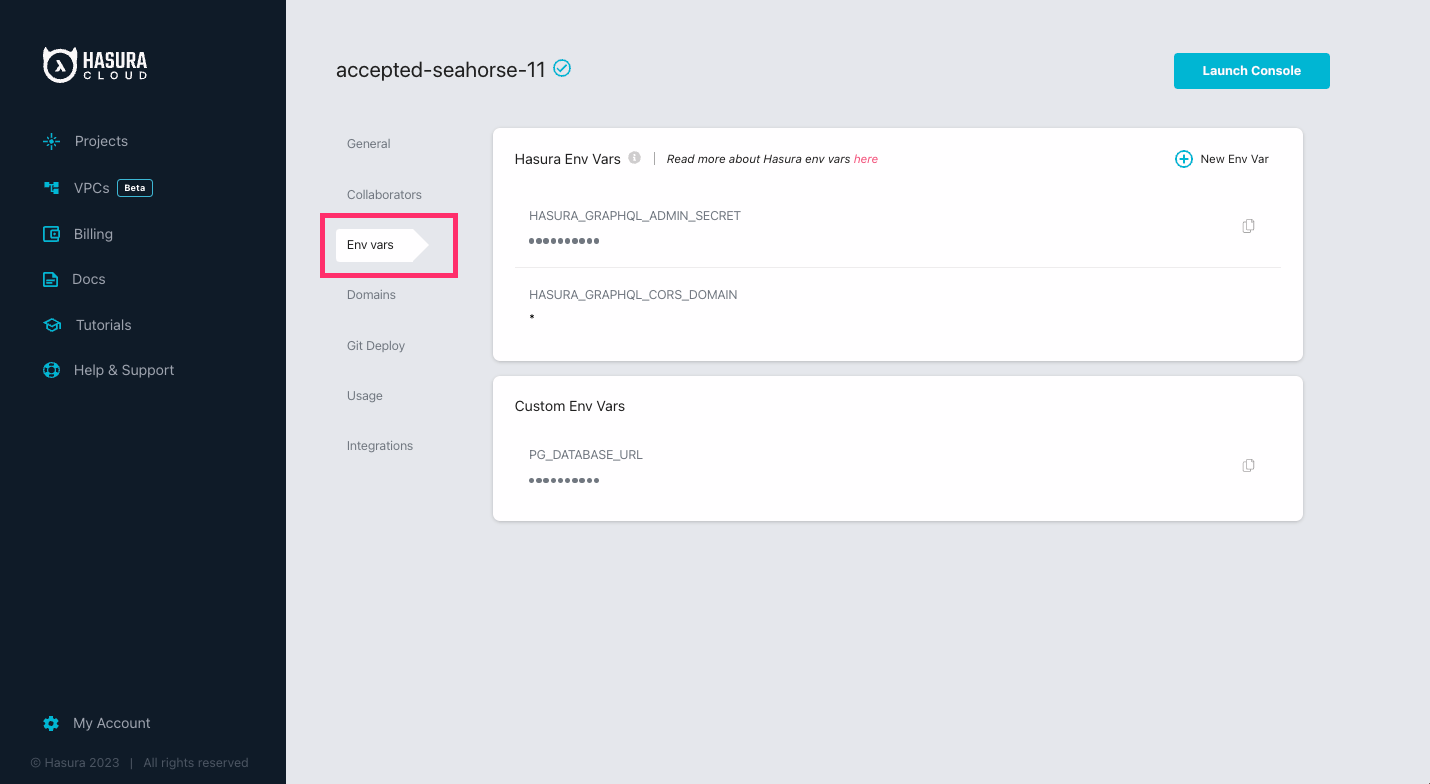 HASURA
CLOUD
Projects
VPCs Beta
Billing
Docs
Tutorials
Help & Support
My Account
© Hasura 2023 | All rights reserved
accepted-seahorse-11
Launch Console
General
Collaborators
Env vars
Domains
Git Deploy
Usage
Integrations
Hasura Env Vars | Read more about Hasura env vars here
New Env Var
HASURA_GRAPHQL_ADMIN_SECRET
••••••••••
HASURA_GRAPHQL_CORS_DOMAIN
*
Custom Env Vars
PG_DATABASE_URL
••••••••••